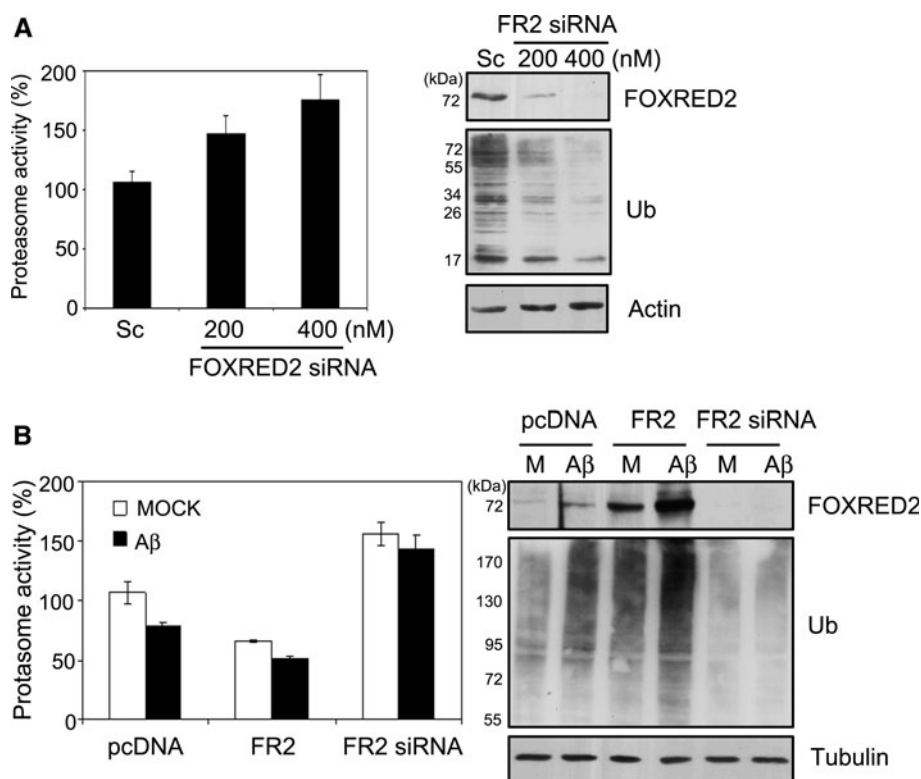 A
Proteasome activity (%)
200
150
100
50
0
Sc
200
400 (nM)
FOXRED2 siRNA
FR2 siRNA
Sc 200 400 (nM)
(kDa)
72
FOXRED2
72
55
34
26
17
Ub
Actin
B
Protasome activity (%)
200
150
100
50
0
MOCK
Aβ
pcDNA
FR2
FR2 siRNA
pcDNA FR2 FR2 siRNA
M Aβ M Aβ M Aβ
(kDa)
72
FOXRED2
170
130
95
72
55
Ub
Tubulin